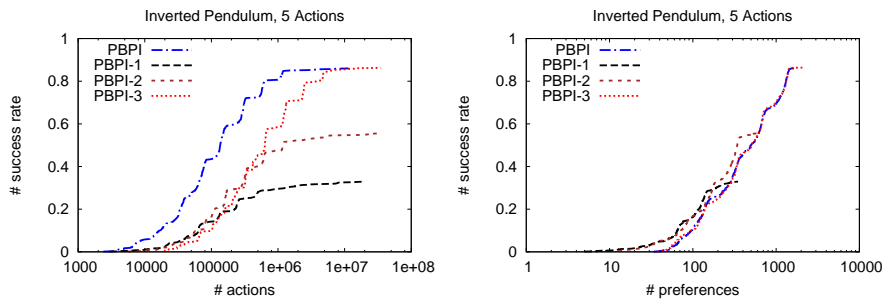 Inverted Pendulum, 5 Actions
# success rate
1
0.8
0.6
0.4
0.2
0
PBPI
PBPI-1
PBPI-2
PBPI-3
1000
10000
100000
1e+06
1e+07
1e+08
# actions
Inverted Pendulum, 5 Actions
# success rate
1
0.8
0.6
0.4
0.2
0
PBPI
PBPI-1
PBPI-2
PBPI-3
1
10
100
1000
10000
# preferences